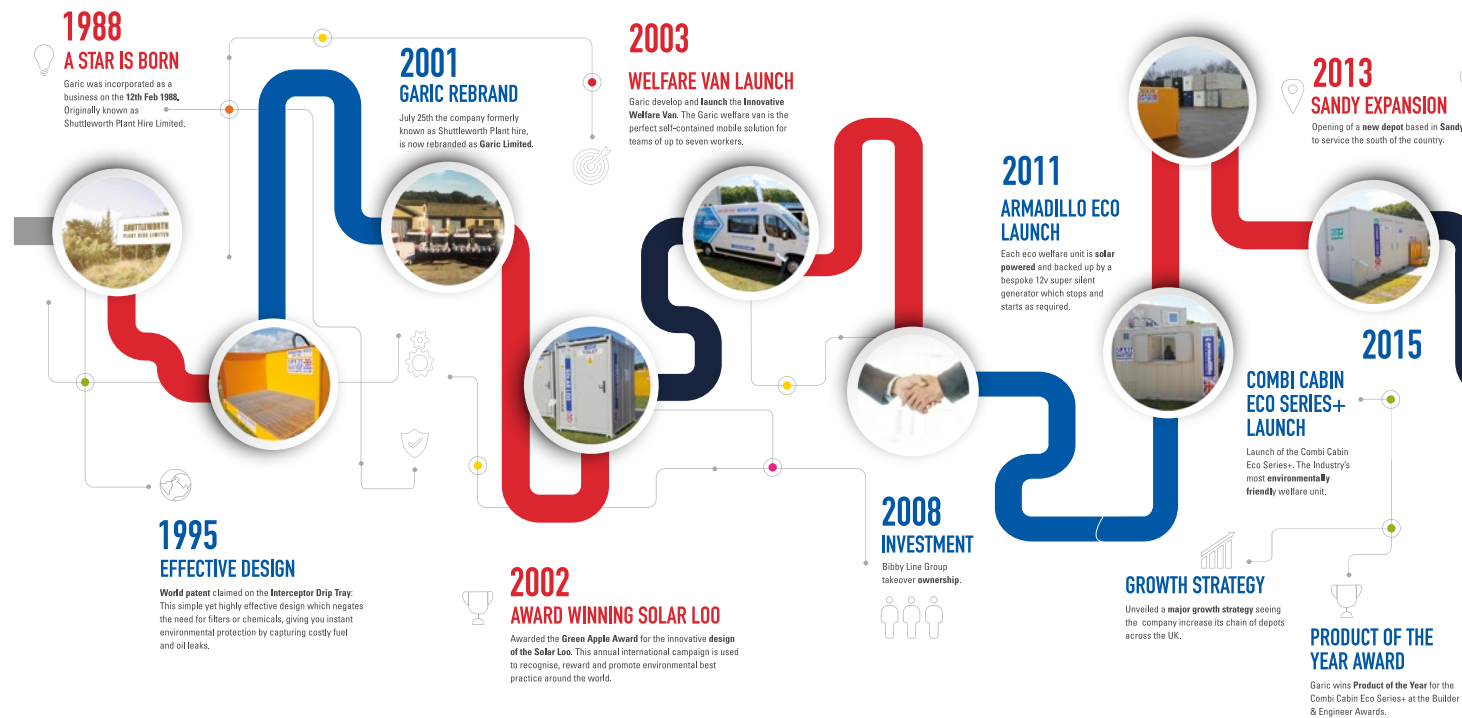 1988
A STAR IS BORN
Garic was incorporated as a
business on the 12th Feb 1988.
Originally known as
Shuttleworth Plant Hire Limited.
SHUTTLEWORTH
PLANT HIRE LIMITED
1995
EFFECTIVE DESIGN
World patent claimed on the Interceptor Drip Tray:
This simple yet highly effective design which negates
the need for filters or chemicals, giving you instant
environmental protection by capturing costly fuel
and oil leaks.
2001
GARIC REBRAND
July 25th the company formerly
known as Shuttleworth Plant hire,
is now rebranded as Garic Limited.
2002
AWARD WINNING SOLAR LOO
Awarded the Green Apple Award for the innovative design
of the Solar Loo. This annual international campaign is used
to recognise, reward and promote environmental best
practice around the world.
2003
WELFARE VAN LAUNCH
Garic develop and launch the Innovative
Welfare Van. The Garic welfare van is the
perfect self-contained mobile solution for
teams of up to seven workers.
2008
INVESTMENT
Bibby Line Group
takeover ownership.
2011
ARMADILLO ECO
LAUNCH
Each eco welfare unit is solar
powered and backed up by a
bespoke 12v super silent
generator which stops and
starts as required.
2013
SANDY EXPANSION
Opening of a new depot based in Sandy
to service the south of the country.
2015
COMBI CABIN
ECO SERIES+
LAUNCH
Launch of the Combi Cabin
Eco Series+. The Industry's
most environmentally
friendly welfare unit.
GROWTH STRATEGY
Unveiled a major growth strategy seeing
the company increase its chain of depots
across the UK.
PRODUCT OF THE
YEAR AWARD
Garic wins Product of the Year for the
Combi Cabin Eco Series+ at the Builder
& Engineer Awards.